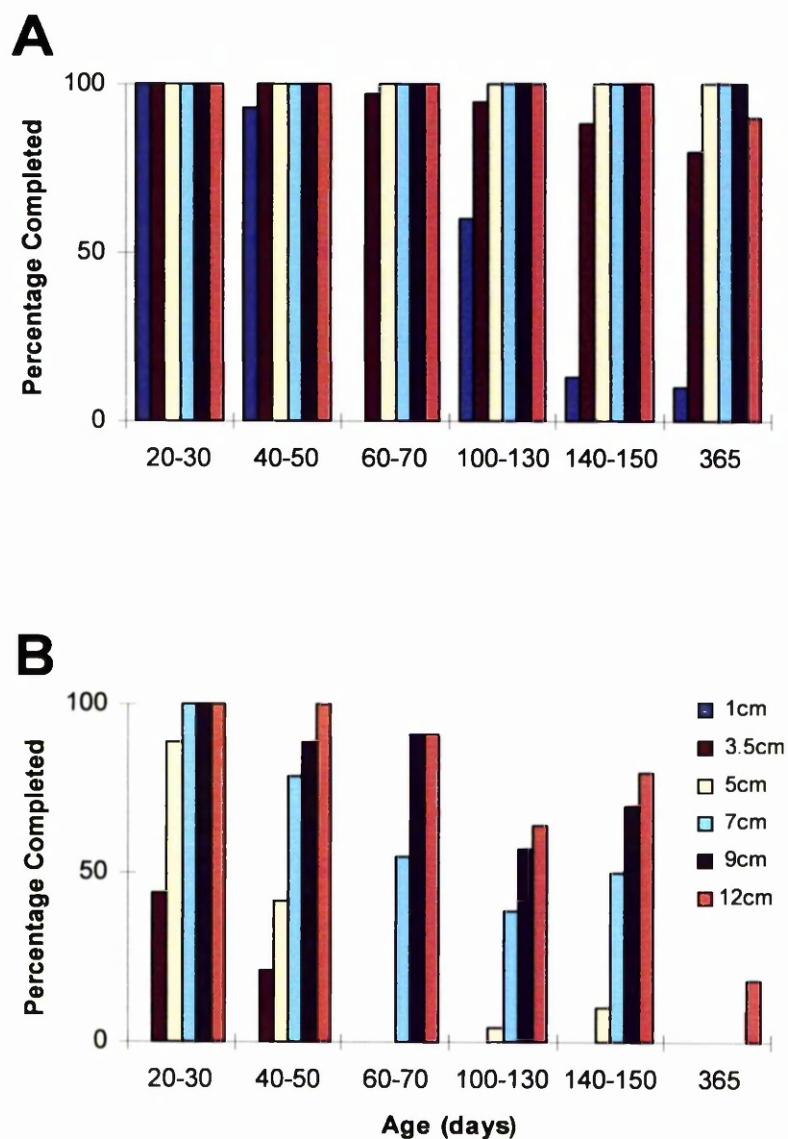 A
Percentage Completed
100
50
0
20-30 40-50 60-70 100-130 140-150 365
B
Percentage Completed
100
50
0
1cm
3.5cm
5cm
7cm
9cm
12cm
20-30 40-50 60-70 100-130 140-150 365
Age (days)